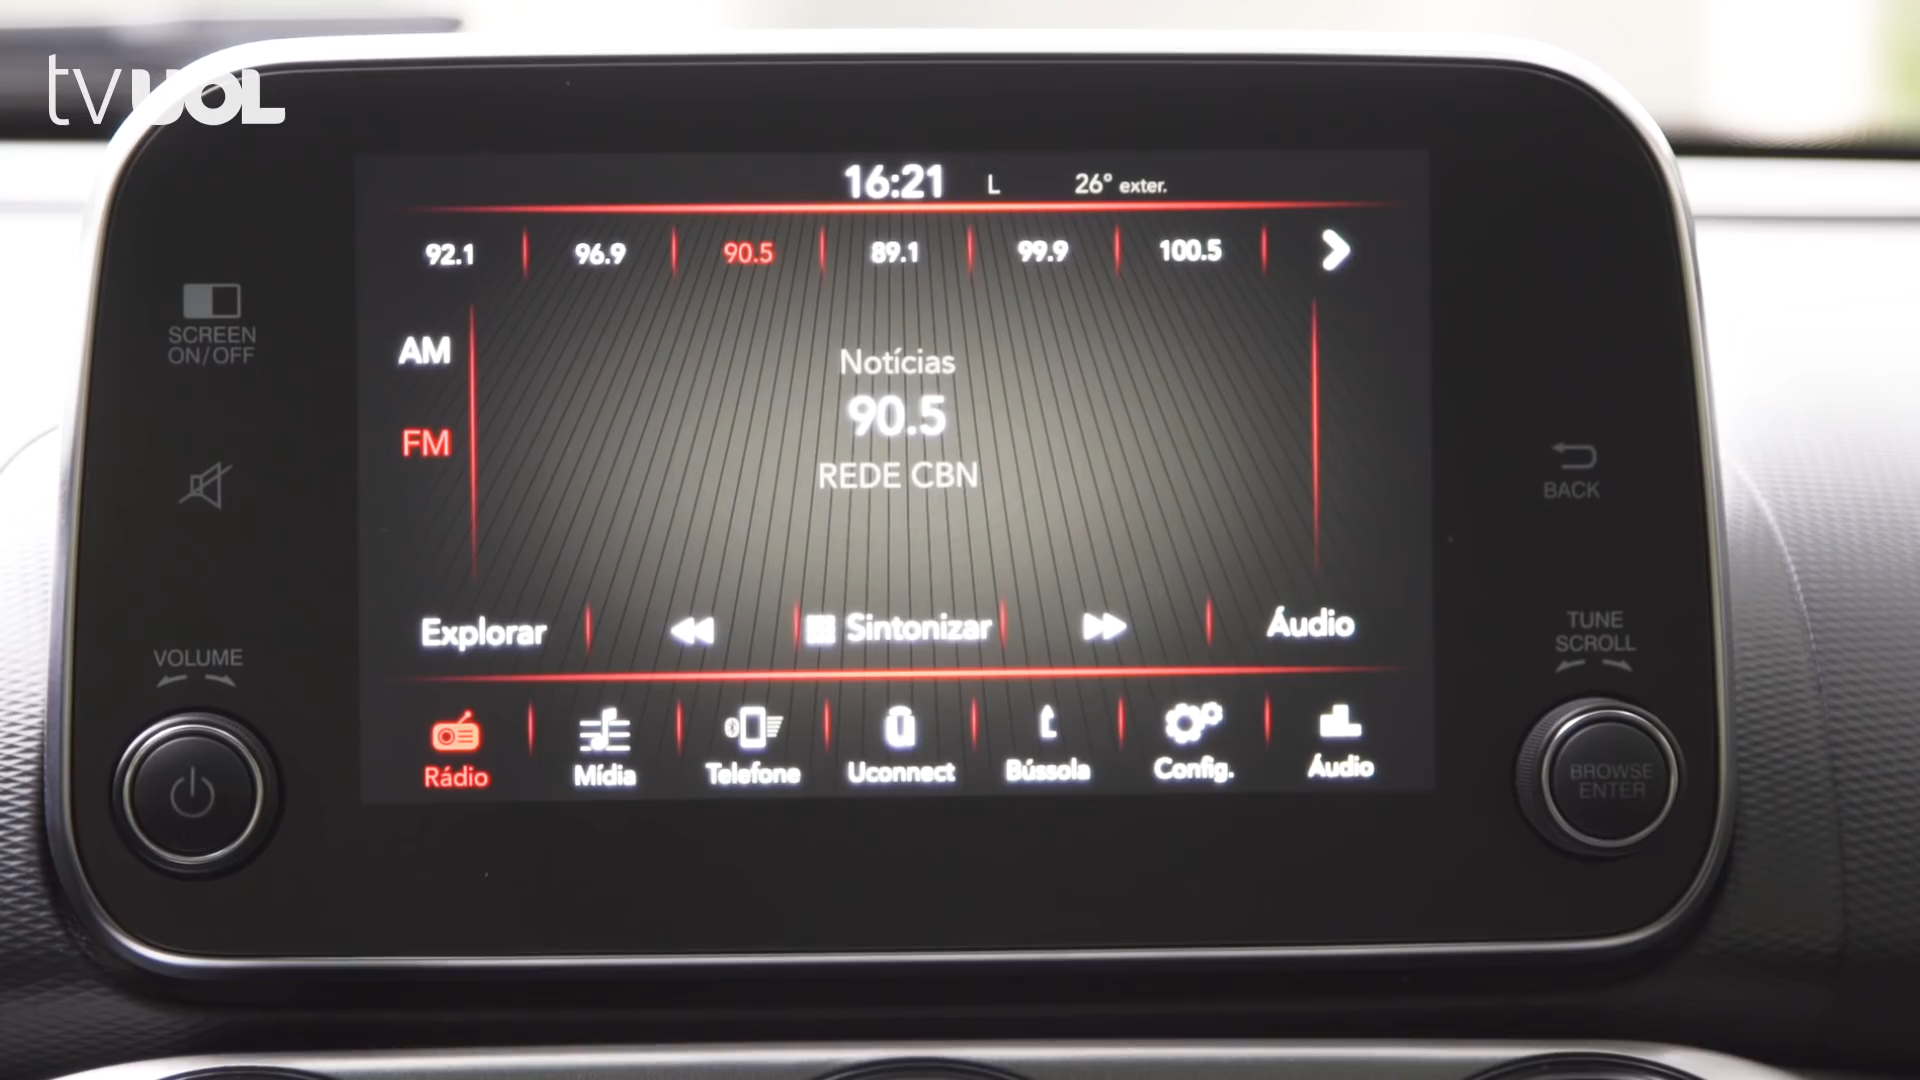 tv UOL
16:21 L 26° exter.
92.1 96.9 90.5 89.1 99.9 100.5
SCREEN
ON/OFF
AM
FM
Notícias
90.5
REDE CBN
BACK
Explorar Sintonizar Áudio
VOLUME
TUNE
SCROLL
Rádio Mídia Telefone Uconnect Bússola Config. Áudio
BROWSE
ENTER